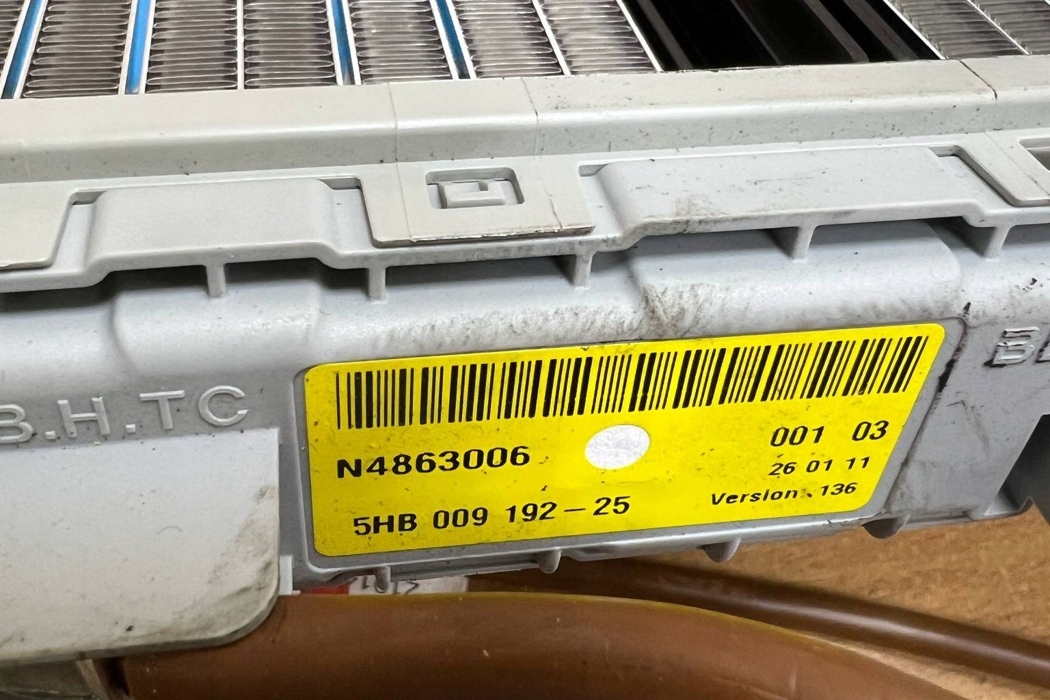 B.H.TC
N4863006
001 03
26 01 11
5HB 009 192-25
Version: 136